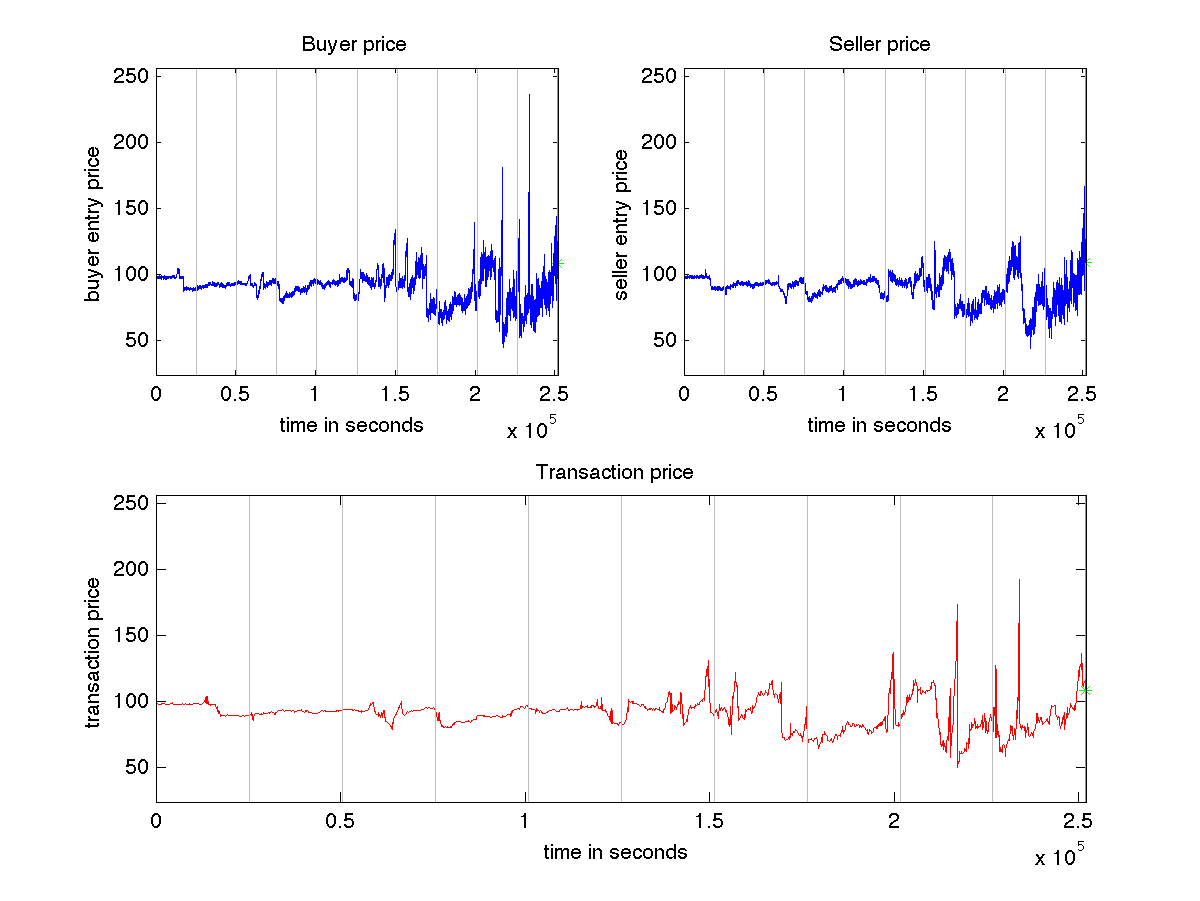 Buyer price
buyer entry price
250
200
150
100
50
0 0.5 1 1.5 2 2.5
time in seconds
x 10^5
Seller price
seller entry price
250
200
150
100
50
0 0.5 1 1.5 2 2.5
time in seconds
x 10^5
Transaction price
transaction price
250
200
150
100
50
0 0.5 1 1.5 2 2.5
time in seconds
x 10^5